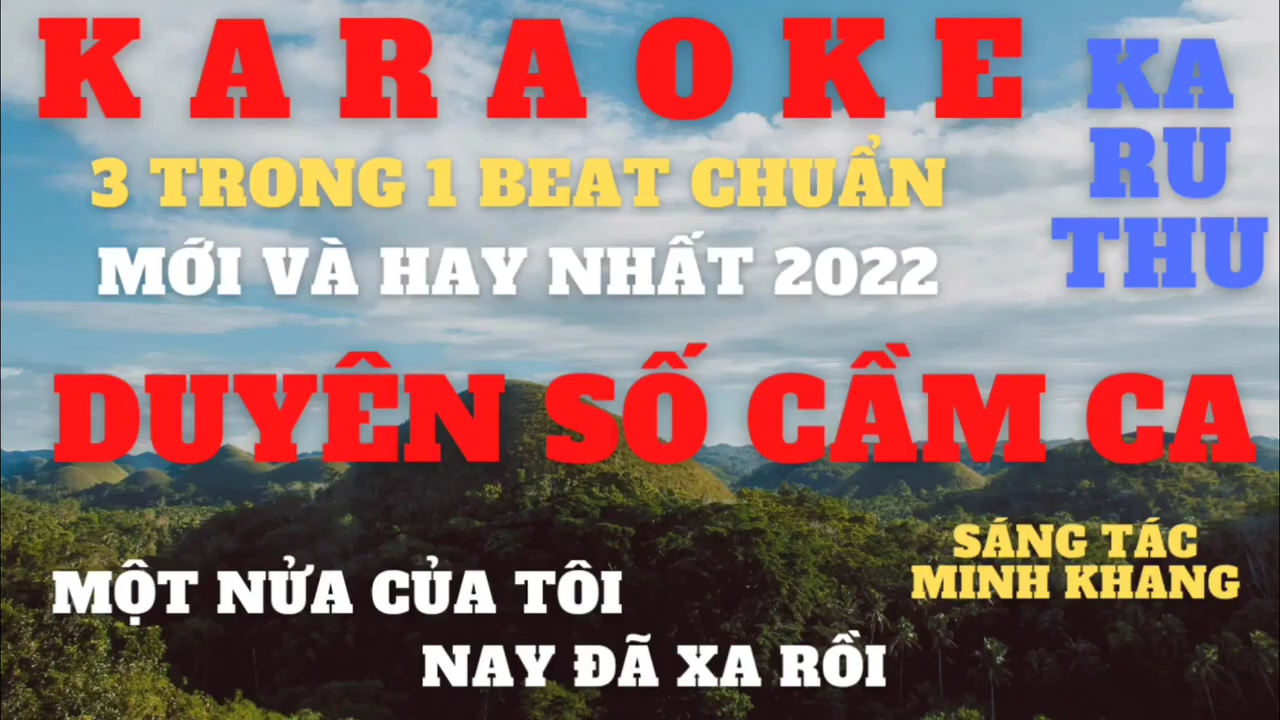 KARAOKE
KA
RU
THU
3 TRONG 1 BEAT CHUẨN
MỚI VÀ HAY NHẤT 2022
DUYÊN SỐ CẦM CA
SÁNG TÁC
MINH KHANG
MỘT NỬA CỦA TÔI
NAY ĐÃ XA RỒI